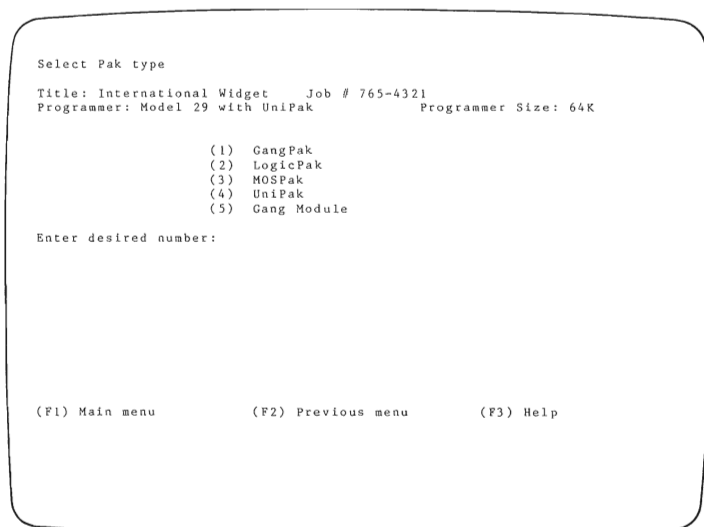 Select Pak type
Title: International Widget Job # 765-4321
Programmer: Model 29 with UniPak Programmer Size: 64K
(1) GangPak
(2) LogicPak
(3) MOSPak
(4) UniPak
(5) Gang Module
Enter desired number:
(F1) Main menu (F2) Previous menu (F3) Help